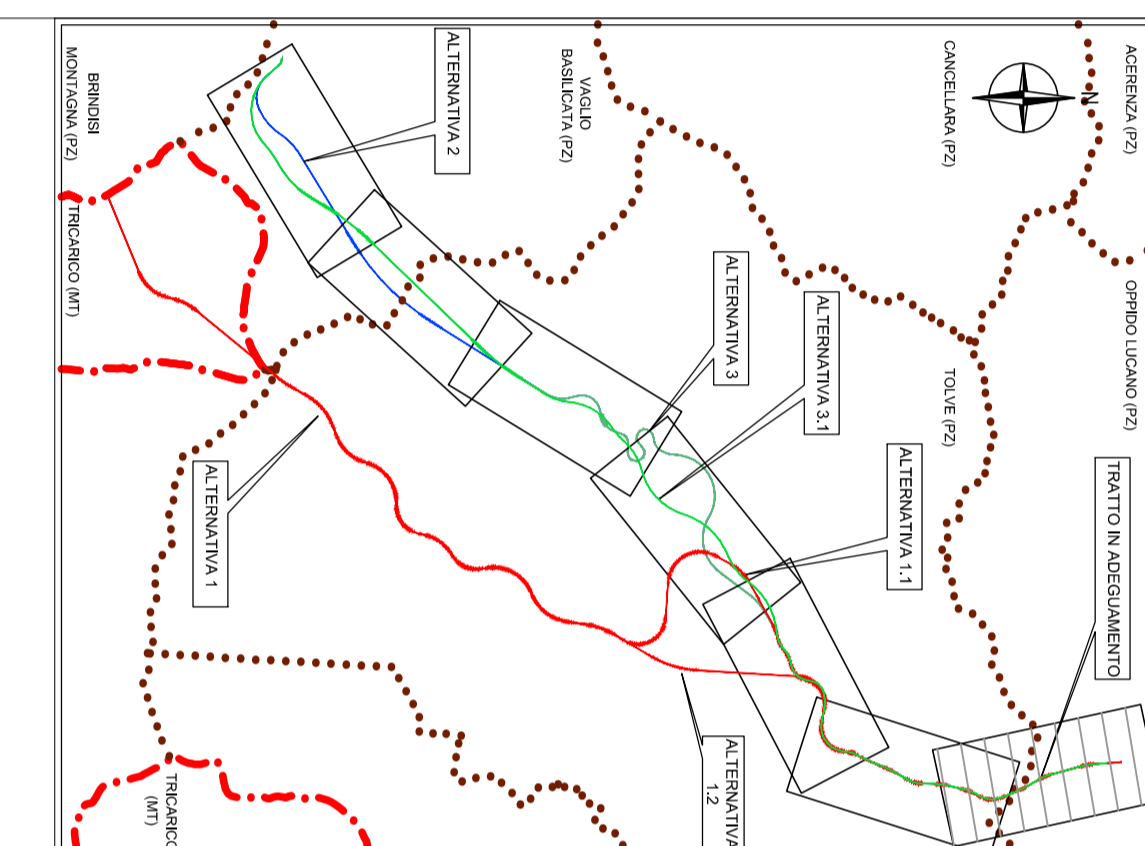 ACERENZA (PZ)
N
CANCELLARA (PZ)
VAGLIO
BASILICATA (PZ)
ALTERNATIVA 2
BRINDISI
MONTAGNA (PZ)
OPPIDO LUCANO (PZ)
TOLVE (PZ)
ALTERNATIVA 3.1
ALTERNATIVA 3
TRICARICO (MT)
TRATTO IN ADEGUAMENTO
ALTERNATIVA 1.1
ALTERNATIVA 1
ALTERNATIVA
1.2
TRICARICO
(MT)